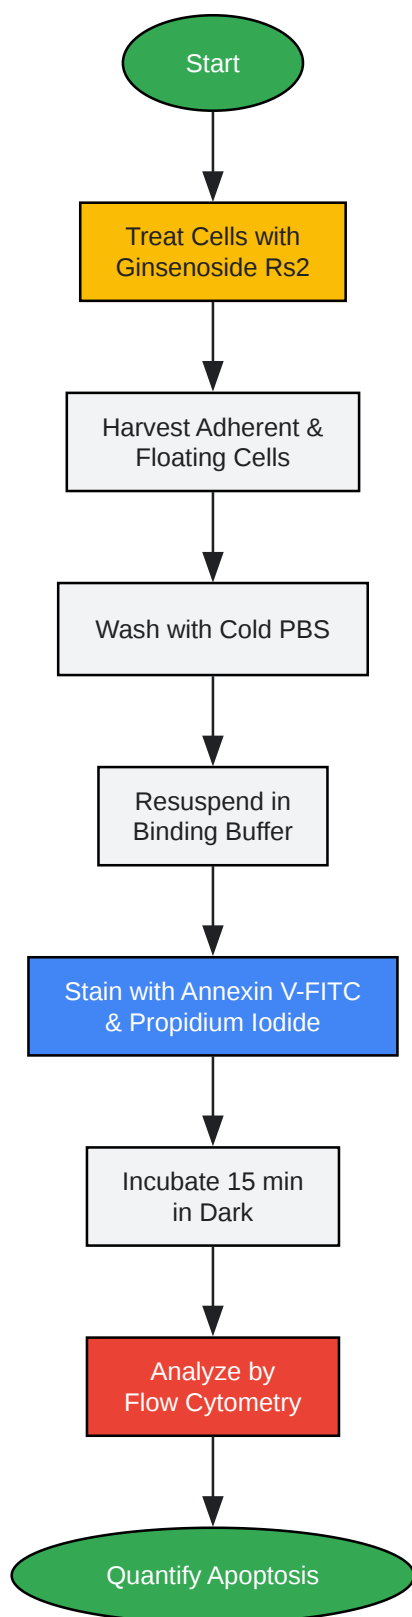 Start
Treat Cells with
Ginsenoside Rs2
Harvest Adherent &
Floating Cells
Wash with Cold PBS
Resuspend in
Binding Buffer
Stain with Annexin V-FITC
& Propidium Iodide
Incubate 15 min
in Dark
Analyze by
Flow Cytometry
Quantify Apoptosis